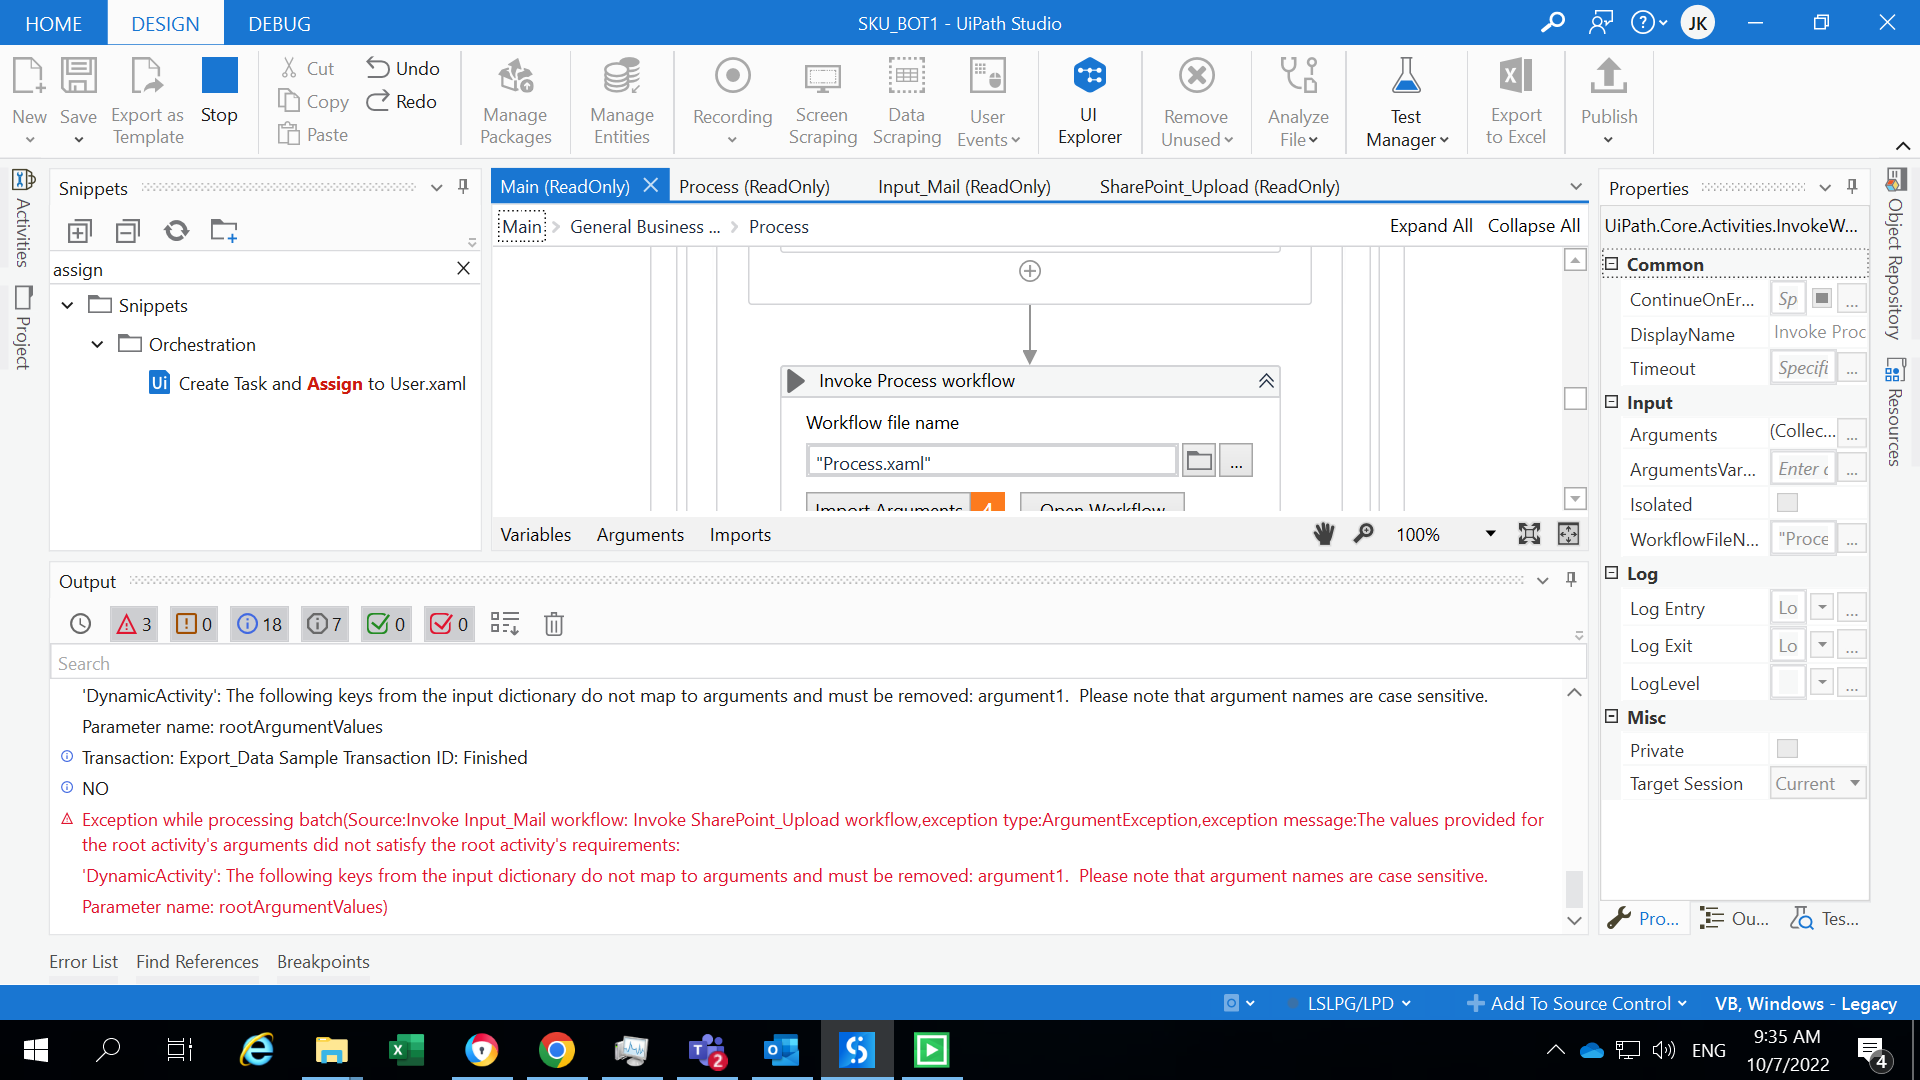 HOME DESIGN DEBUG SKU_BOT1 - UiPath Studio JK
New Save Export as Template Stop Cut Copy Paste Undo Redo Manage Packages Manage Entities Recording Screen Scraping Data Scraping User Events UI Explorer Remove Unused Analyze File Test Manager Export to Excel Publish
Activities
Project
Snippets
assign
Snippets
Orchestration
Create Task and Assign to User.xaml
Main (ReadOnly) Process (ReadOnly) Input_Mail (ReadOnly) SharePoint_Upload (ReadOnly)
Main General Business ... Process Expand All Collapse All
Invoke Process workflow
Workflow file name
"Process.xaml" ...
Import Arguments 4 Open Workflow
Variables Arguments Imports 100%
Output
3 0 18 7 0 0
Search
'DynamicActivity': The following keys from the input dictionary do not map to arguments and must be removed: argument1.  Please note that argument names are case sensitive.
Parameter name: rootArgumentValues
Transaction: Export_Data Sample Transaction ID: Finished
NO
Exception while processing batch(Source:Invoke Input_Mail workflow: Invoke SharePoint_Upload workflow,exception type:ArgumentException,exception message:The values provided for
the root activity's arguments did not satisfy the root activity's requirements:
'DynamicActivity': The following keys from the input dictionary do not map to arguments and must be removed: argument1.  Please note that argument names are case sensitive.
Parameter name: rootArgumentValues)
Error List Find References Breakpoints
Properties
UiPath.Core.Activities.InvokeW...
Common
ContinueOnEr... Sp ...
DisplayName Invoke Proc
Timeout Specifi ...
Input
Arguments (Collec... ...
ArgumentsVar... Enter ...
Isolated
WorkflowFileN... "Proce ...
Log
Log Entry Lo ...
Log Exit Lo ...
LogLevel ...
Misc
Private
Target Session Current
Pro... Ou... Tes...
Object Repository
Resources
LSLPG/LPD Add To Source Control VB, Windows - Legacy
2 ENG 9:35 AM
10/7/2022 4